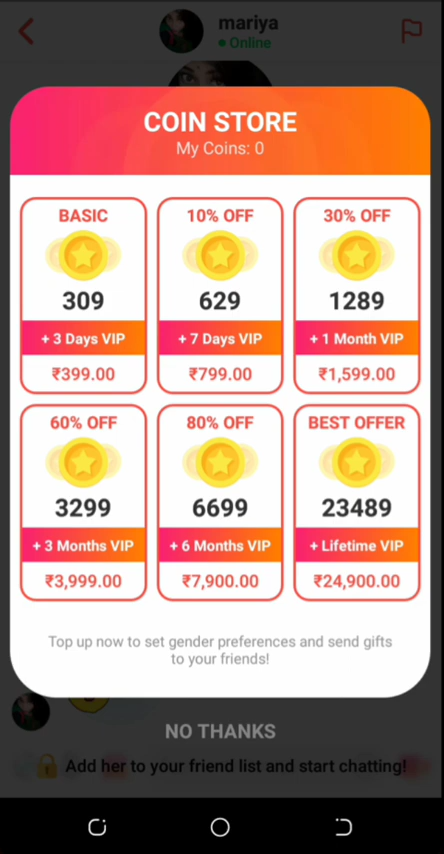 mariya
Online
COIN STORE
My Coins: 0
BASIC
309
+ 3 Days VIP
₹399.00
10% OFF
629
+ 7 Days VIP
₹799.00
30% OFF
1289
+ 1 Month VIP
₹1,599.00
60% OFF
3299
+ 3 Months VIP
₹3,999.00
80% OFF
6699
+ 6 Months VIP
₹7,900.00
BEST OFFER
23489
+ Lifetime VIP
₹24,900.00
Top up now to set gender preferences and send gifts
to your friends!
NO THANKS
Add her to your friend list and start chatting!